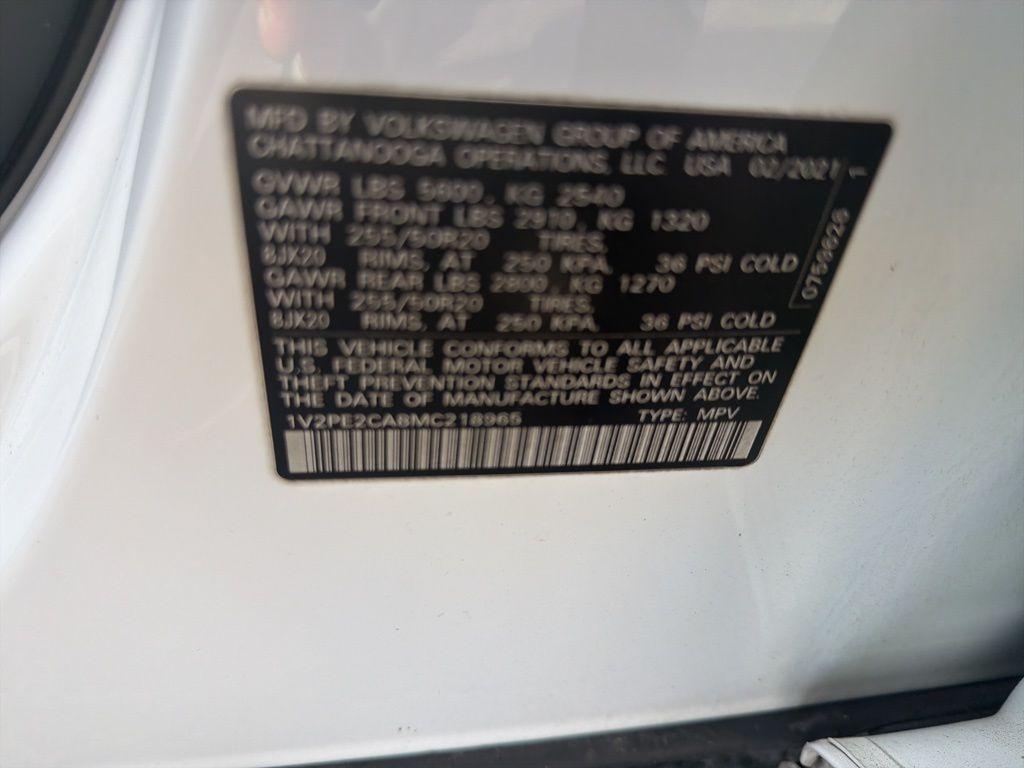 MFD BY VOLKSWAGEN GROUP OF AMERICA
CHATTANOOGA OPERATIONS, LLC USA 02/2021
GVWR LBS 5600, KG 2540
GAWR FRONT LBS 2910, KG 1320
WITH 255/50R20 TIRES,
8JX20 RIMS, AT 250 KPA, 36 PSI COLD
GAWR REAR LBS 2800, KG 1270
WITH 255/50R20 TIRES,
8JX20 RIMS, AT 250 KPA, 36 PSI COLD
THIS VEHICLE CONFORMS TO ALL APPLICABLE
U.S. FEDERAL MOTOR VEHICLE SAFETY AND
THEFT PREVENTION STANDARDS IN EFFECT ON
THE DATE OF MANUFACTURE SHOWN ABOVE.
1V2PE2CA8MC218965 TYPE: MPV